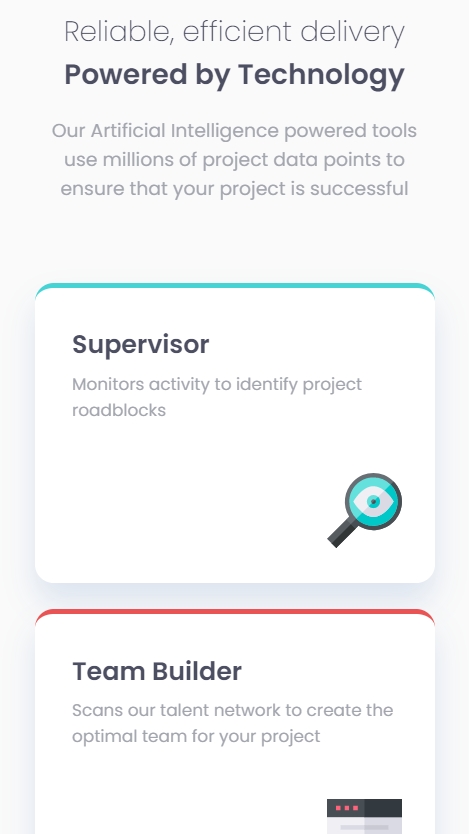 Reliable, efficient delivery
Powered by Technology
Our Artificial Intelligence powered tools
use millions of project data points to
ensure that your project is successful
Supervisor
Monitors activity to identify project
roadblocks
Team Builder
Scans our talent network to create the
optimal team for your project